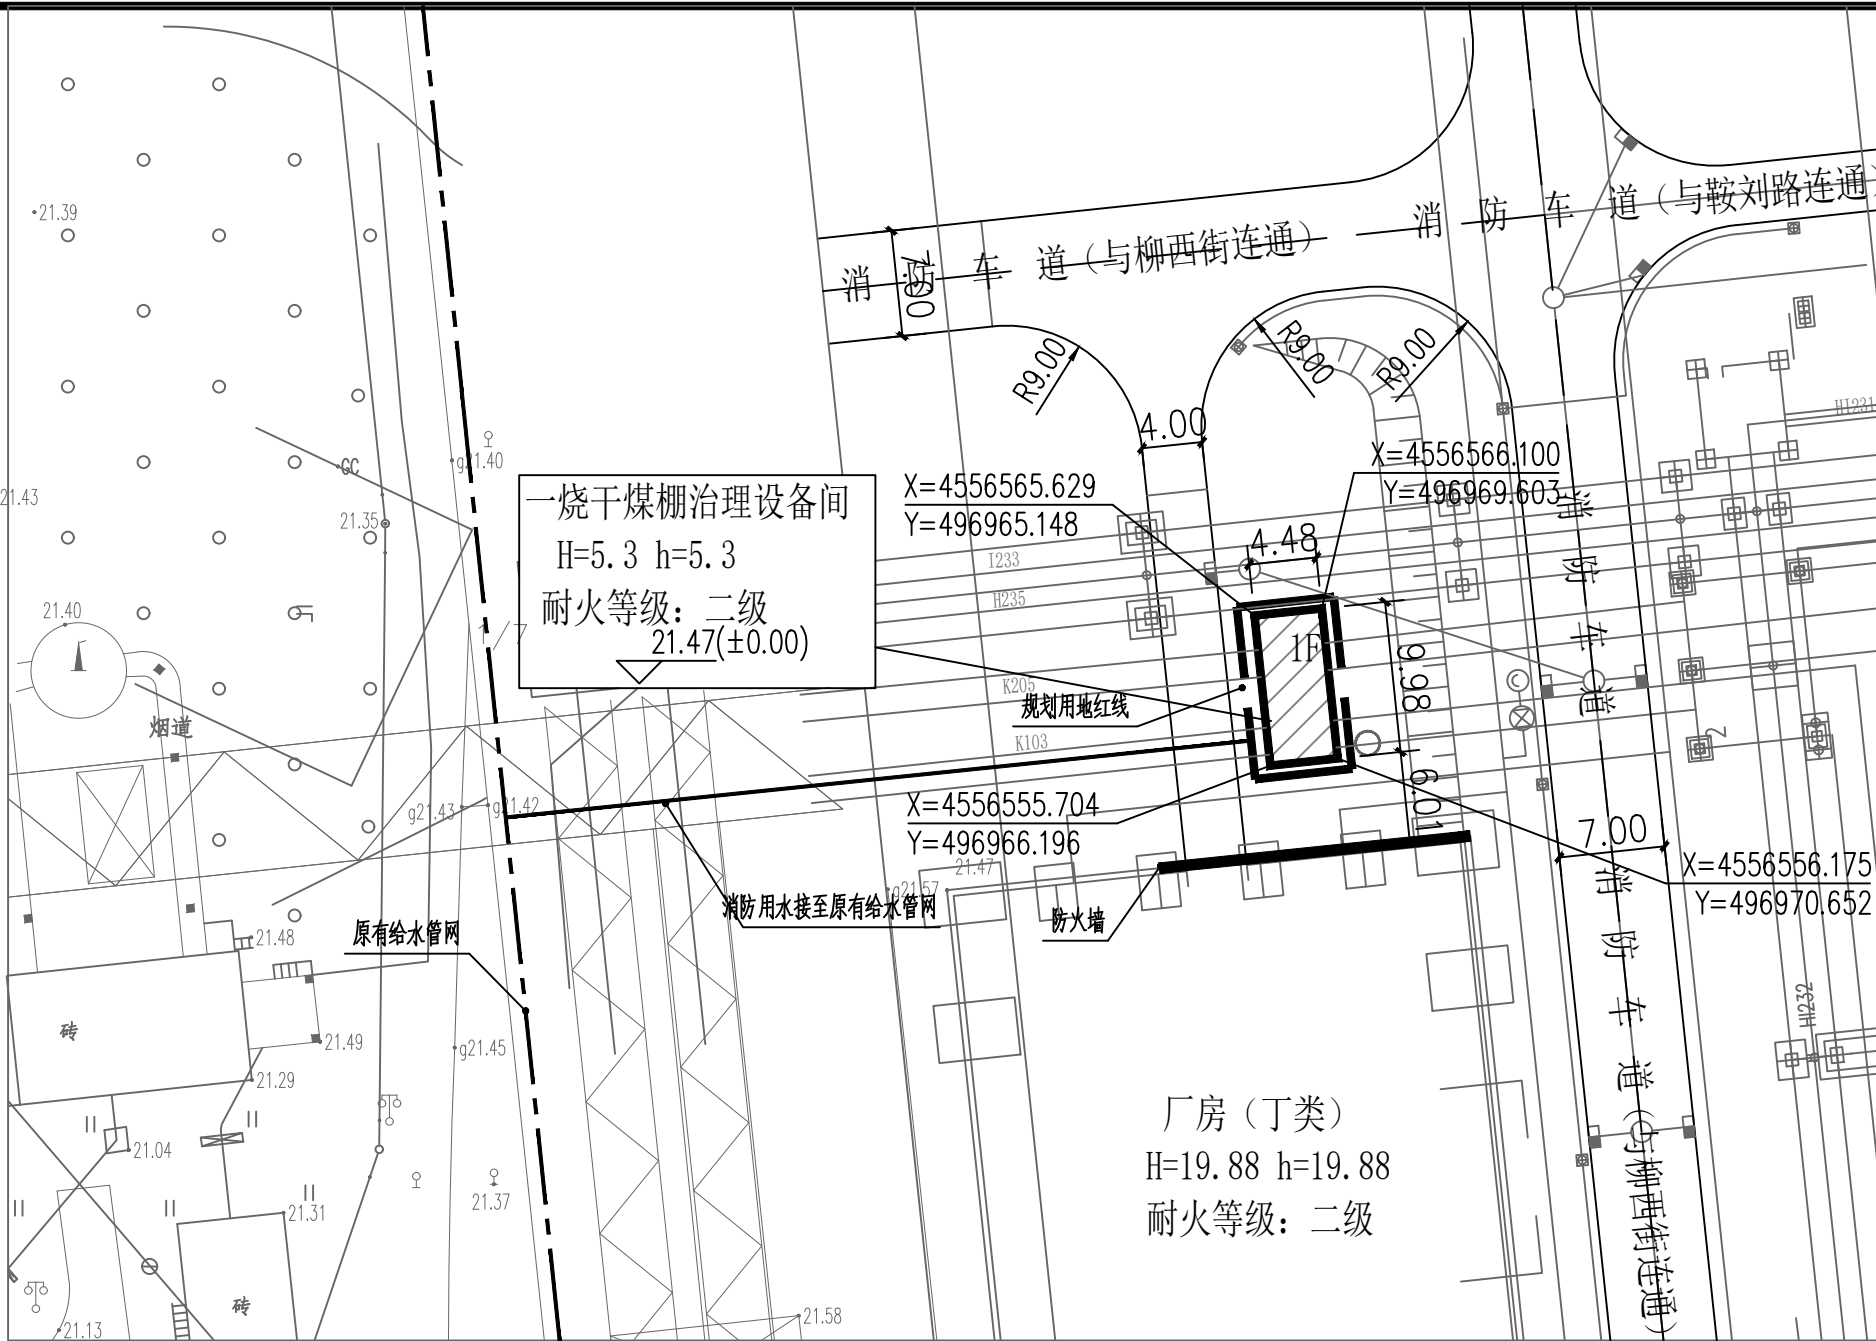 21.39
消防车道（与柳西街连通）
消防车道（与鞍刘路连通）
7.00
R9.00
R9.00
R9.00
4.00
HI231
g21.40
GC
21.43
21.35
一烧干煤棚治理设备间
H=5.3 h=5.3
耐火等级：二级
21.47(±0.00)
X=4556565.629
Y=496965.148
X=4556566.100
Y=496969.603
4.48
I233
H235
K205
K103
1F
9.98
6.01
规划用地红线
21.40
烟道
g21.43
g21.42
X=4556555.704
Y=496966.196
消防车道
7.00
2
X=4556556.175
Y=496970.652
21.47
g21.57
消防用水接至原有给水管网
原有给水管网
防火墙
21.48
砖
21.49
g21.45
21.29
HI232
消防车道（与柳西街连通）
厂房（丁类）
H=19.88 h=19.88
耐火等级：二级
21.04
21.37
21.31
砖
21.13
21.58